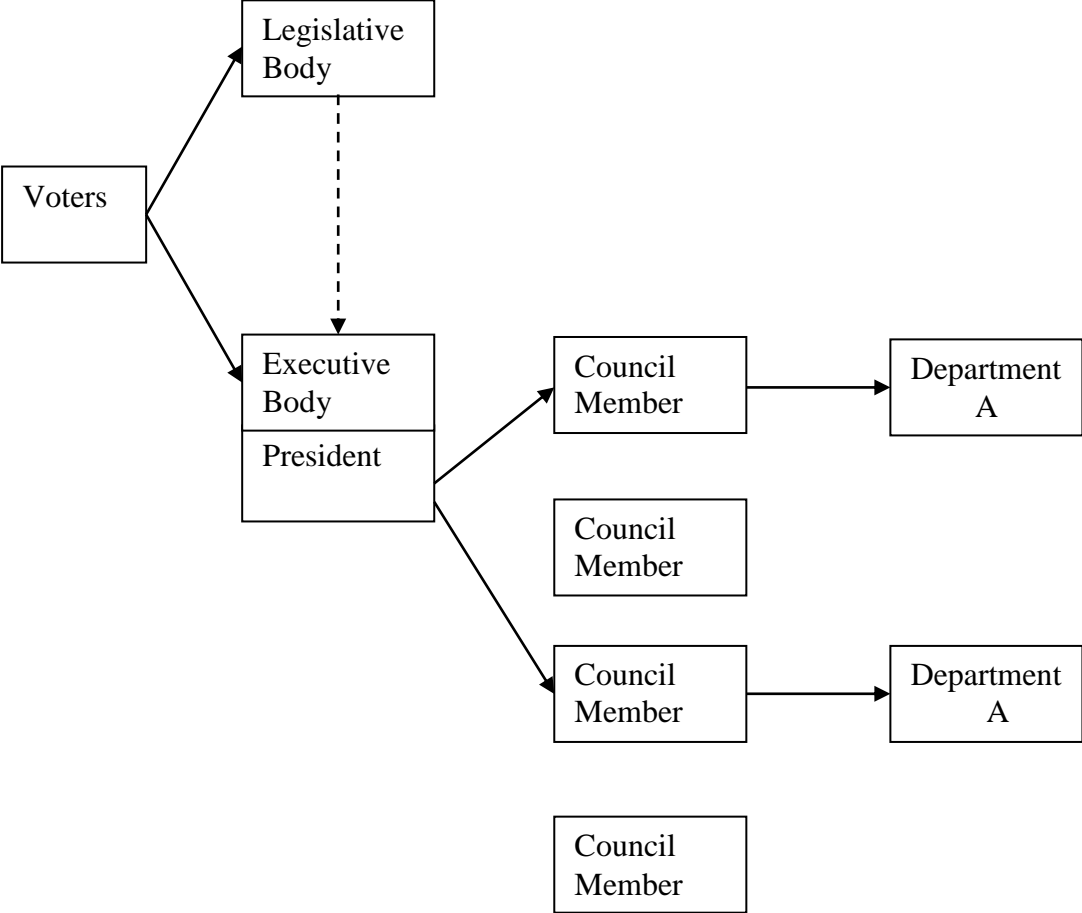 Legislative
Body
Voters
Executive
Body
President
Council
Member
Department
A
Council
Member
Council
Member
Department
A
Council
Member